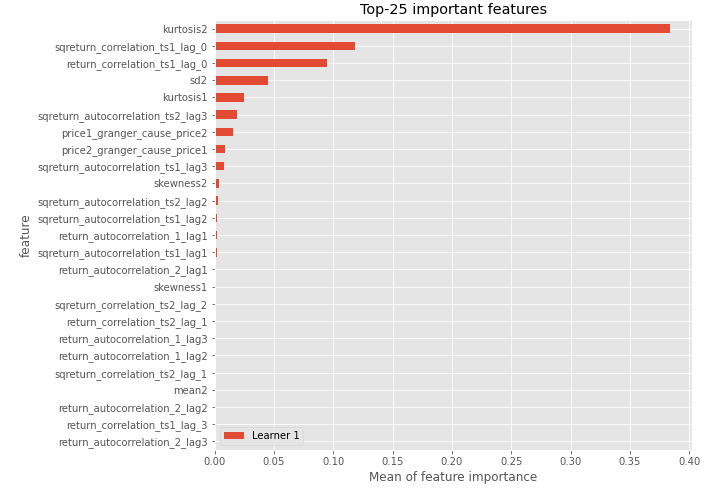 Top-25 important features
kurtosis2
sqreturn_correlation_ts1_lag_0
return_correlation_ts1_lag_0
sd2
kurtosis1
sqreturn_autocorrelation_ts2_lag3
price1_granger_cause_price2
price2_granger_cause_price1
sqreturn_autocorrelation_ts1_lag3
skewness2
sqreturn_autocorrelation_ts2_lag2
sqreturn_autocorrelation_ts1_lag2
return_autocorrelation_1_lag1
sqreturn_autocorrelation_ts1_lag1
return_autocorrelation_2_lag1
skewness1
sqreturn_correlation_ts2_lag_2
return_correlation_ts2_lag_1
return_autocorrelation_1_lag3
return_autocorrelation_1_lag2
sqreturn_correlation_ts2_lag_1
mean2
return_autocorrelation_2_lag2
return_correlation_ts1_lag_3
return_autocorrelation_2_lag3
feature
Learner 1
0.00 0.05 0.10 0.15 0.20 0.25 0.30 0.35 0.40
Mean of feature importance